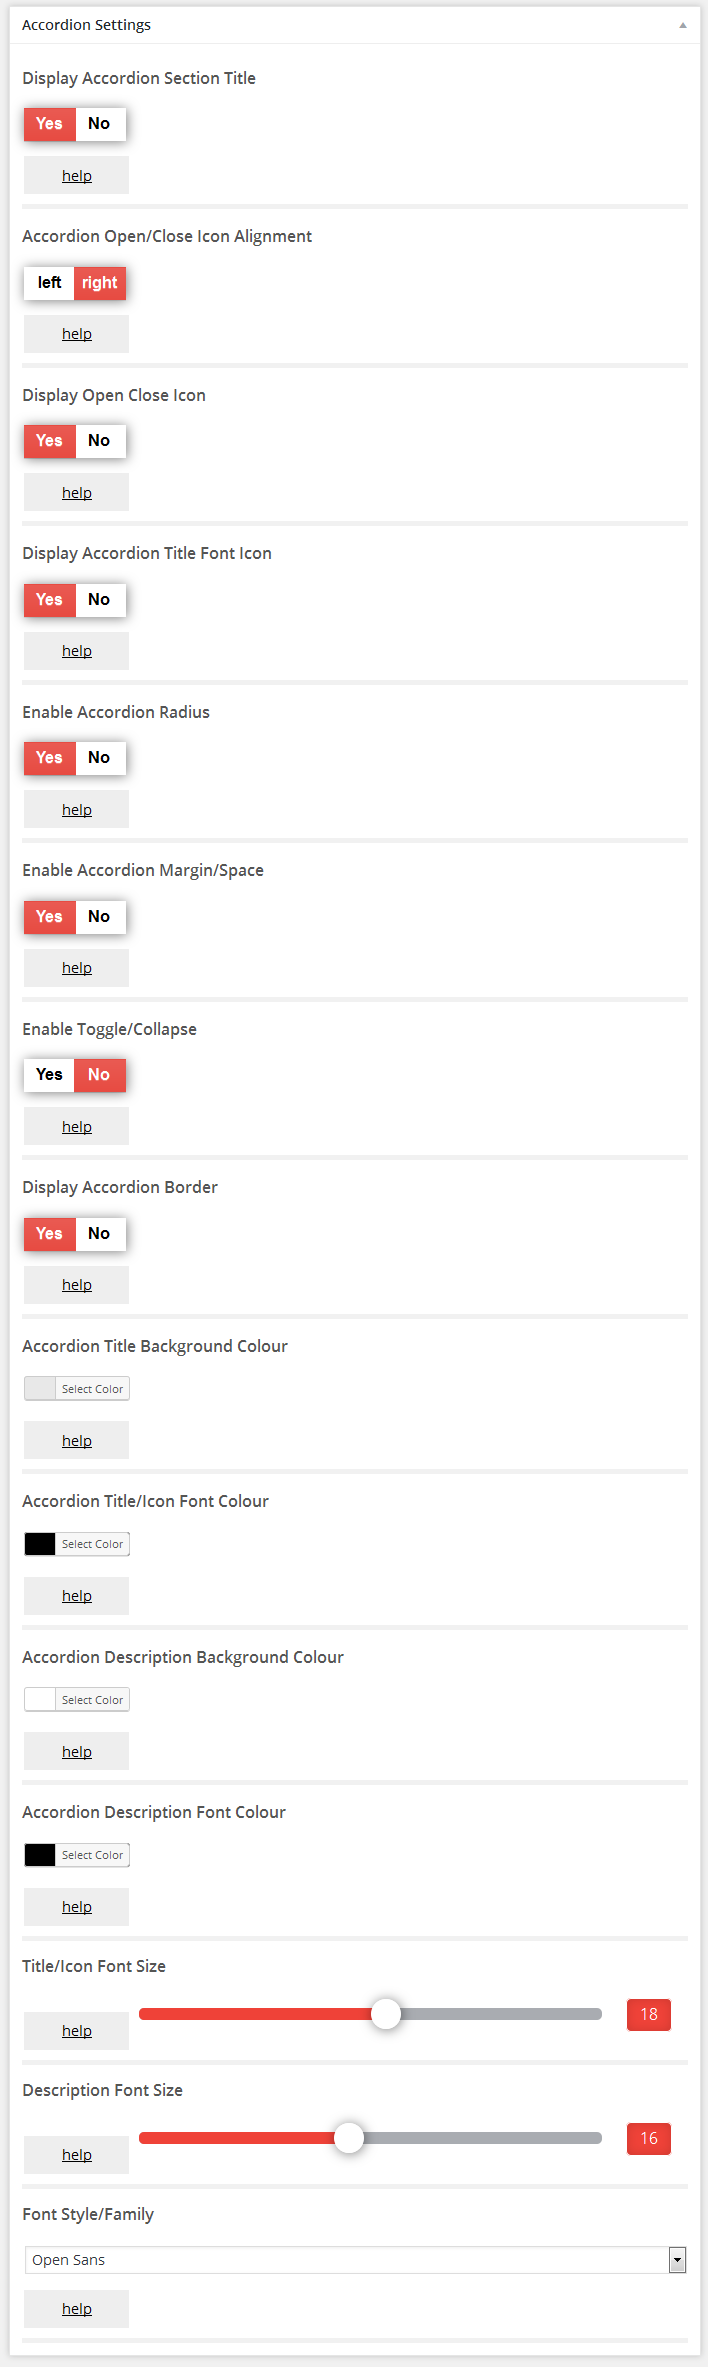 Accordion Settings
Display Accordion Section Title
Yes No
help
Accordion Open/Close Icon Alignment
left right
help
Display Open Close Icon
Yes No
help
Display Accordion Title Font Icon
Yes No
help
Enable Accordion Radius
Yes No
help
Enable Accordion Margin/Space
Yes No
help
Enable Toggle/Collapse
Yes No
help
Display Accordion Border
Yes No
help
Accordion Title Background Colour
Select Color
help
Accordion Title/Icon Font Colour
Select Color
help
Accordion Description Background Colour
Select Color
help
Accordion Description Font Colour
Select Color
help
Title/Icon Font Size
18
help
Description Font Size
16
help
Font Style/Family
Open Sans
help